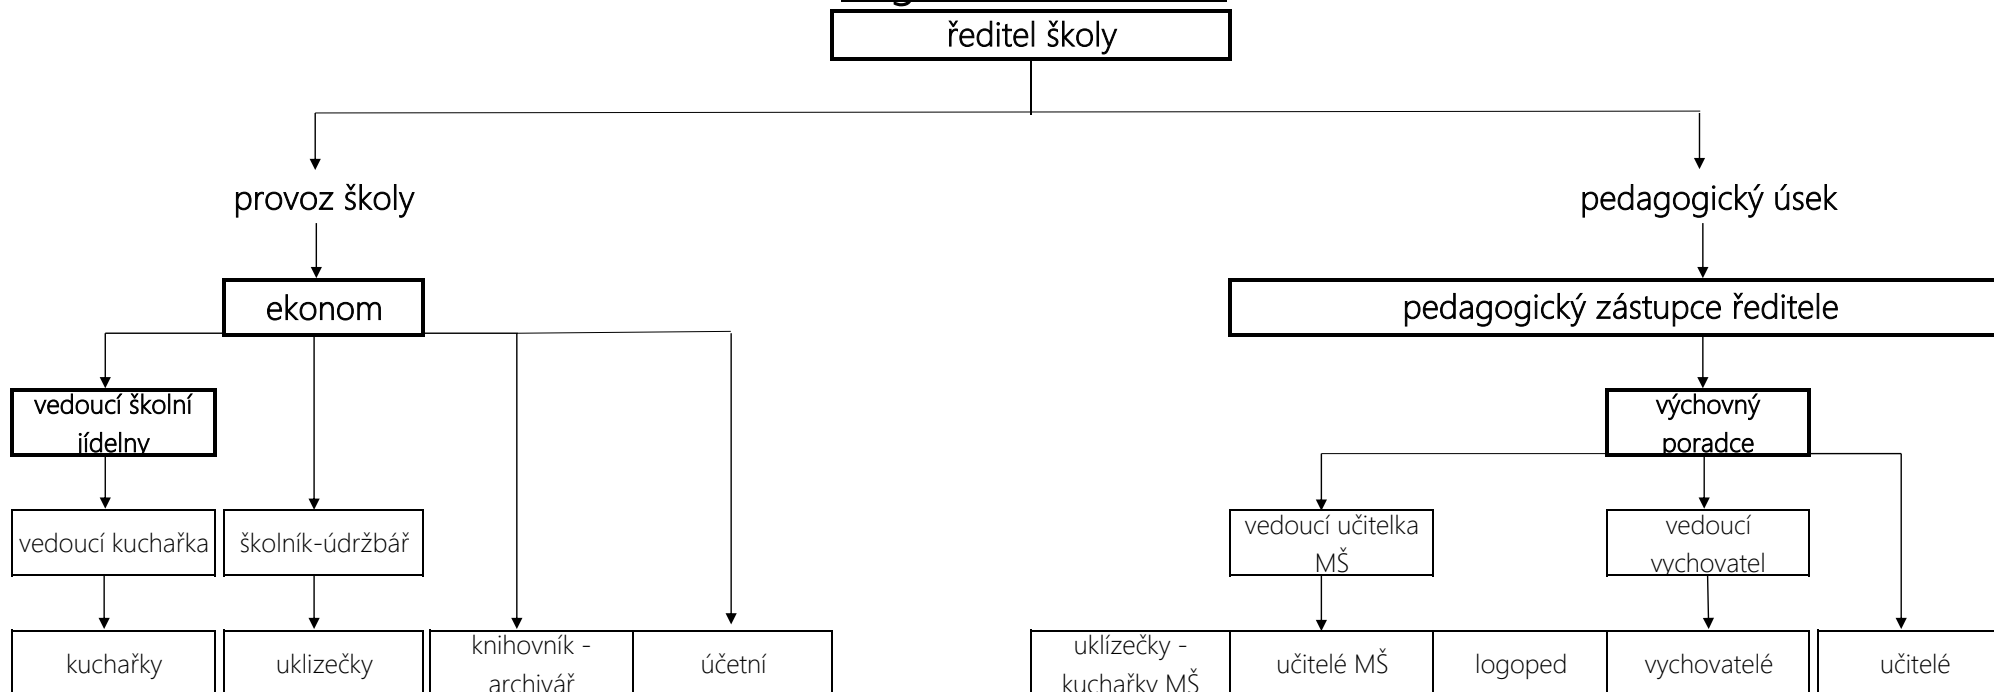 ředitel školy
provoz školy
pedagogický úsek
ekonom
pedagogický zástupce ředitele
vedoucí školní
jídelny
výchovný
poradce
vedoucí kuchařka
školník-údržbář
vedoucí učitelka
MŠ
vedoucí
vychovatel
kuchařky
uklizečky
knihovník -
archivář
účetní
uklízečky -
kuchařky MŠ
učitelé MŠ
logoped
vychovatelé
učitelé